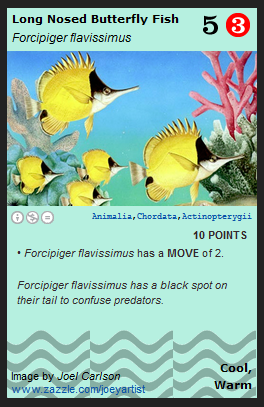 Long Nosed Butterfly Fish
Forcipiger flavissimus
5 3
Animalia,Chordata,Actinopterygii
10 POINTS
• Forcipiger flavissimus has a MOVE of 2.
Forcipiger flavissimus has a black spot on
their tail to confuse predators.
Cool,
Warm
Image by Joel Carlson
www.zazzle.com/joeyartist